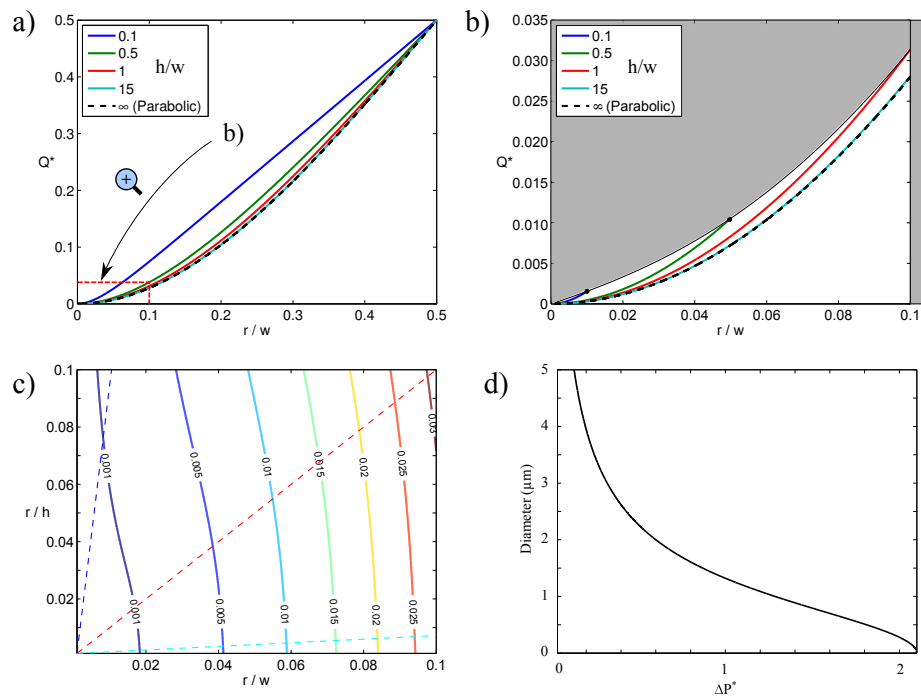 a)
0.5
0.4
0.3
0.2
0.1
0
Q*
0.1
0.5
1
15
∞ (Parabolic)
h/w
b)
+
0 0.1 0.2 0.3 0.4 0.5
r / w
b)
0.035
0.030
0.025
0.020
0.015
0.010
0.005
0
Q*
0.1
0.5
1
15
∞ (Parabolic)
h/w
0 0.02 0.04 0.06 0.08 0.1
r / w
c)
0.1
0.08
0.06
0.04
0.02
r / h
0.001
0.005
0.01
0.015
0.02
0.025
0.03
0.001
0.005
0.01
0.015
0.02
0.025
0.02 0.04 0.06 0.08 0.1
r / w
d)
5
4
3
2
1
0
Diameter (µm)
0 1 2
ΔP*